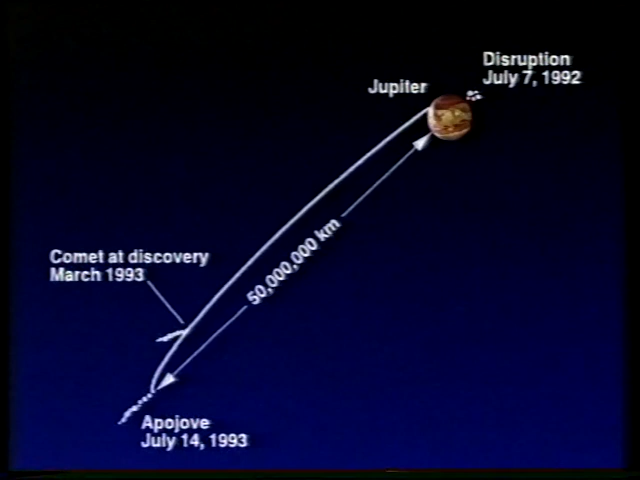 Disruption
July 7, 1992
Jupiter
50,000,000 km
Comet at discovery
March 1993
Apojove
July 14, 1993